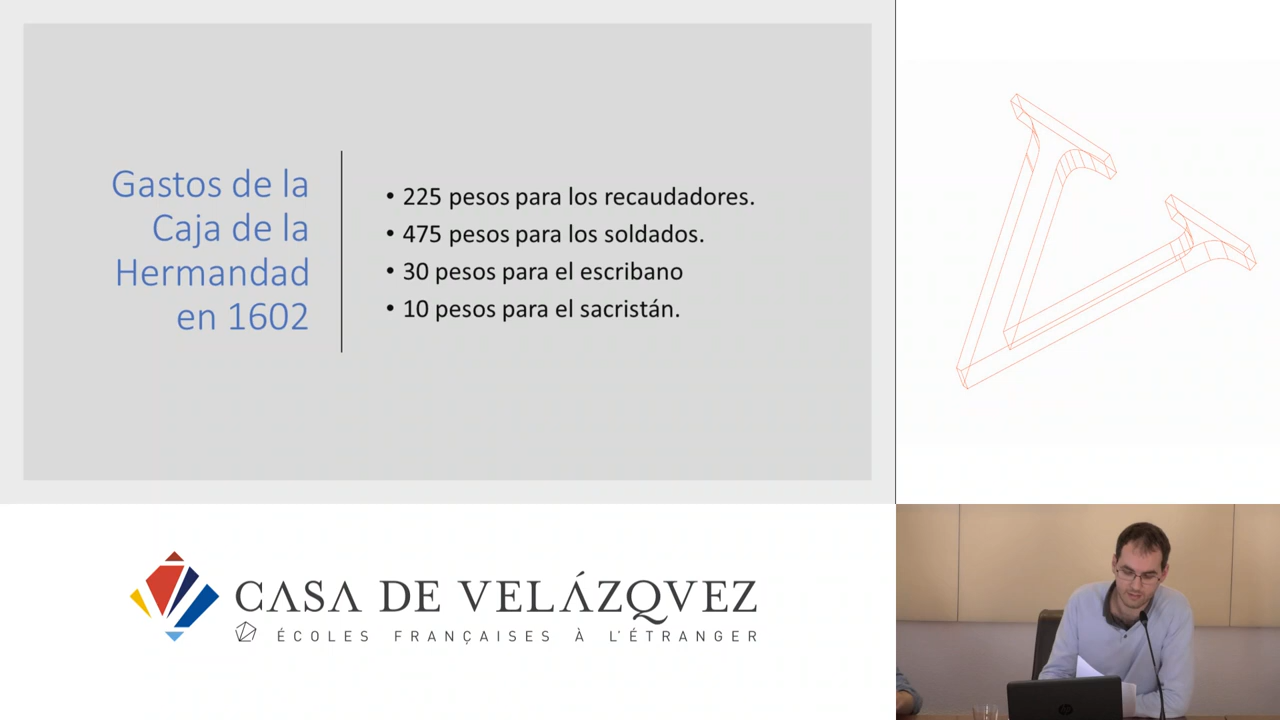 Gastos de la
Caja de la
Hermandad
en 1602
• 225 pesos para los recaudadores.
• 475 pesos para los soldados.
• 30 pesos para el escribano
• 10 pesos para el sacristán.
CASA DE VELÁZQVEZ
ÉCOLES FRANÇAISES À L'ÉTRANGER